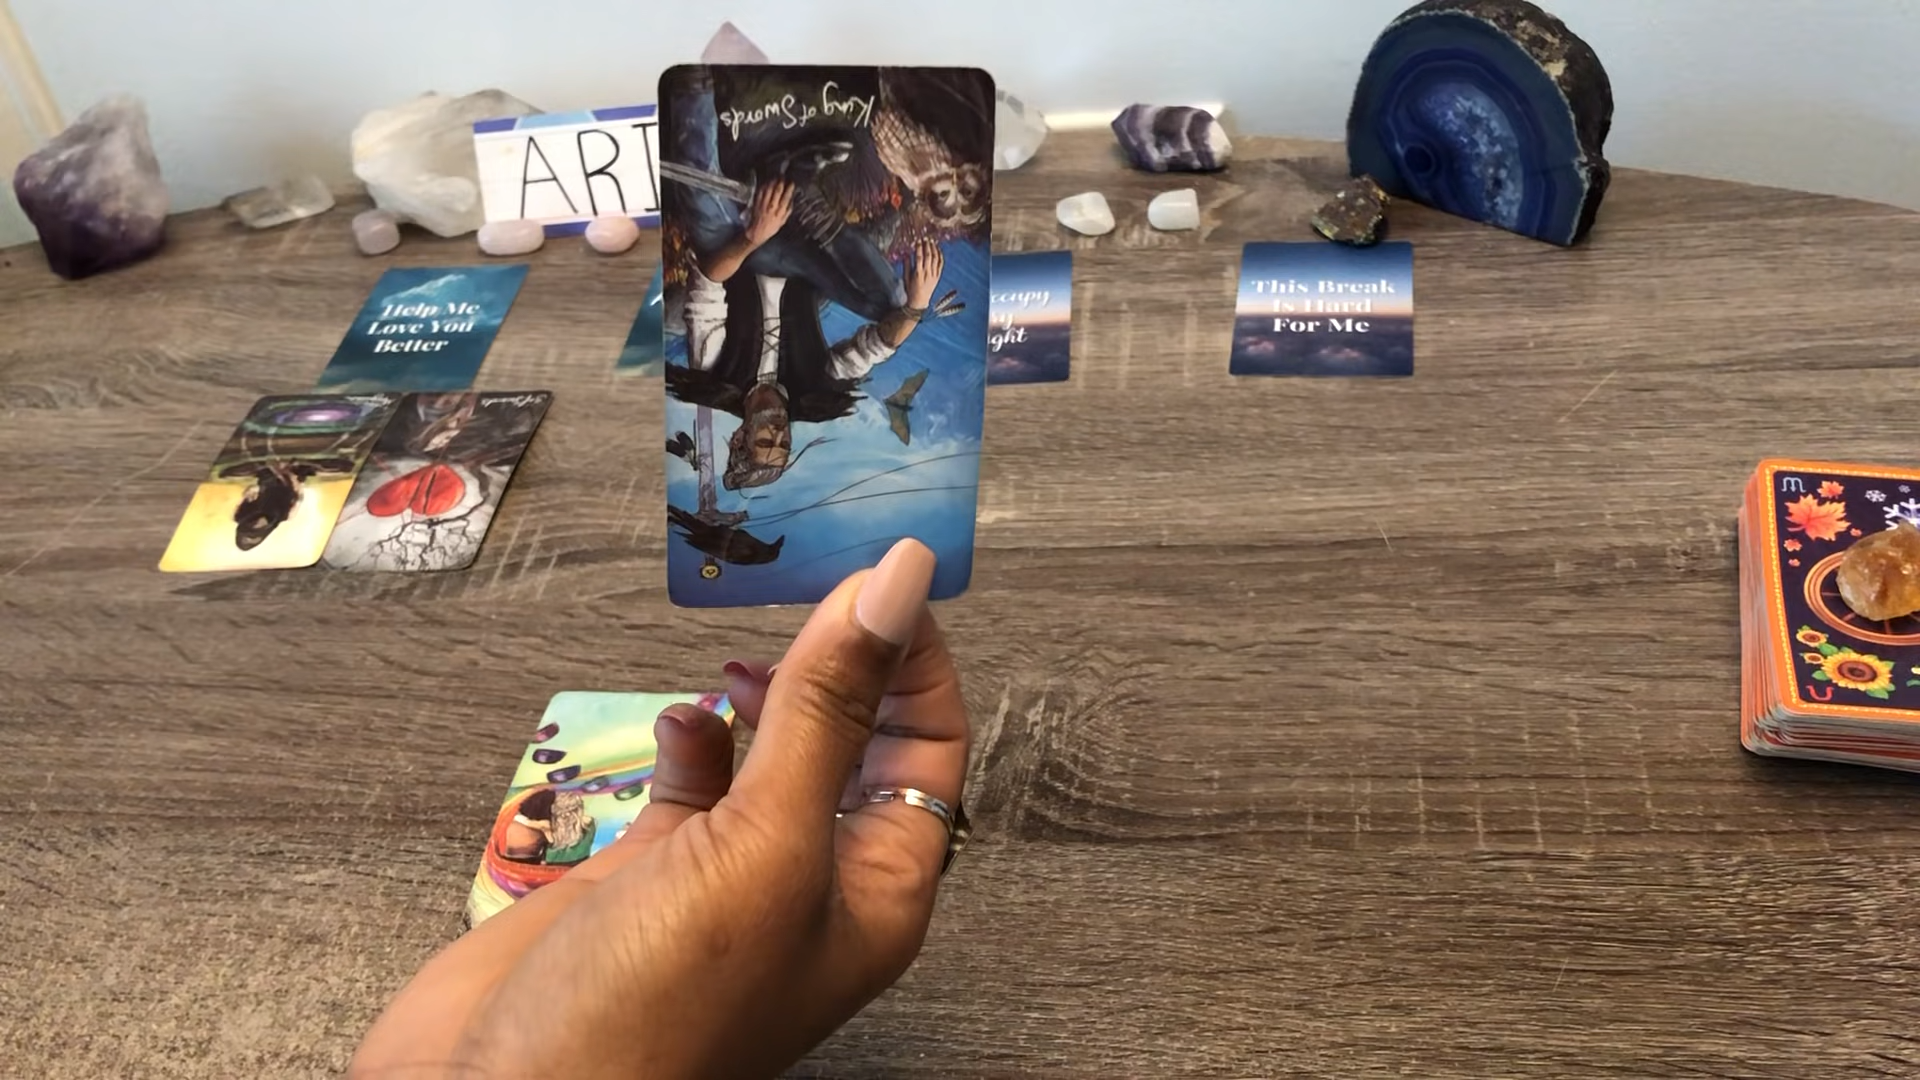 King of Swords
ARI
Help Me
Love You
Better
This Break
Is Hard
For Me